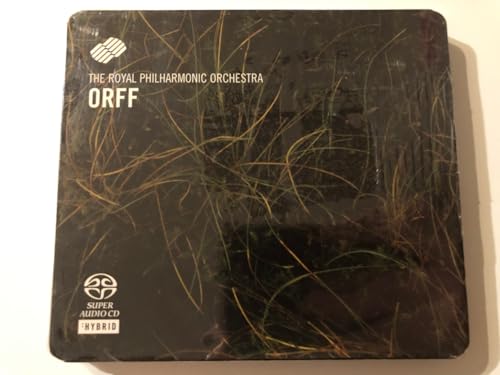 THE ROYAL PHILHARMONIC ORCHESTRA
ORFF
SUPER
AUDIO CD
HYBRID